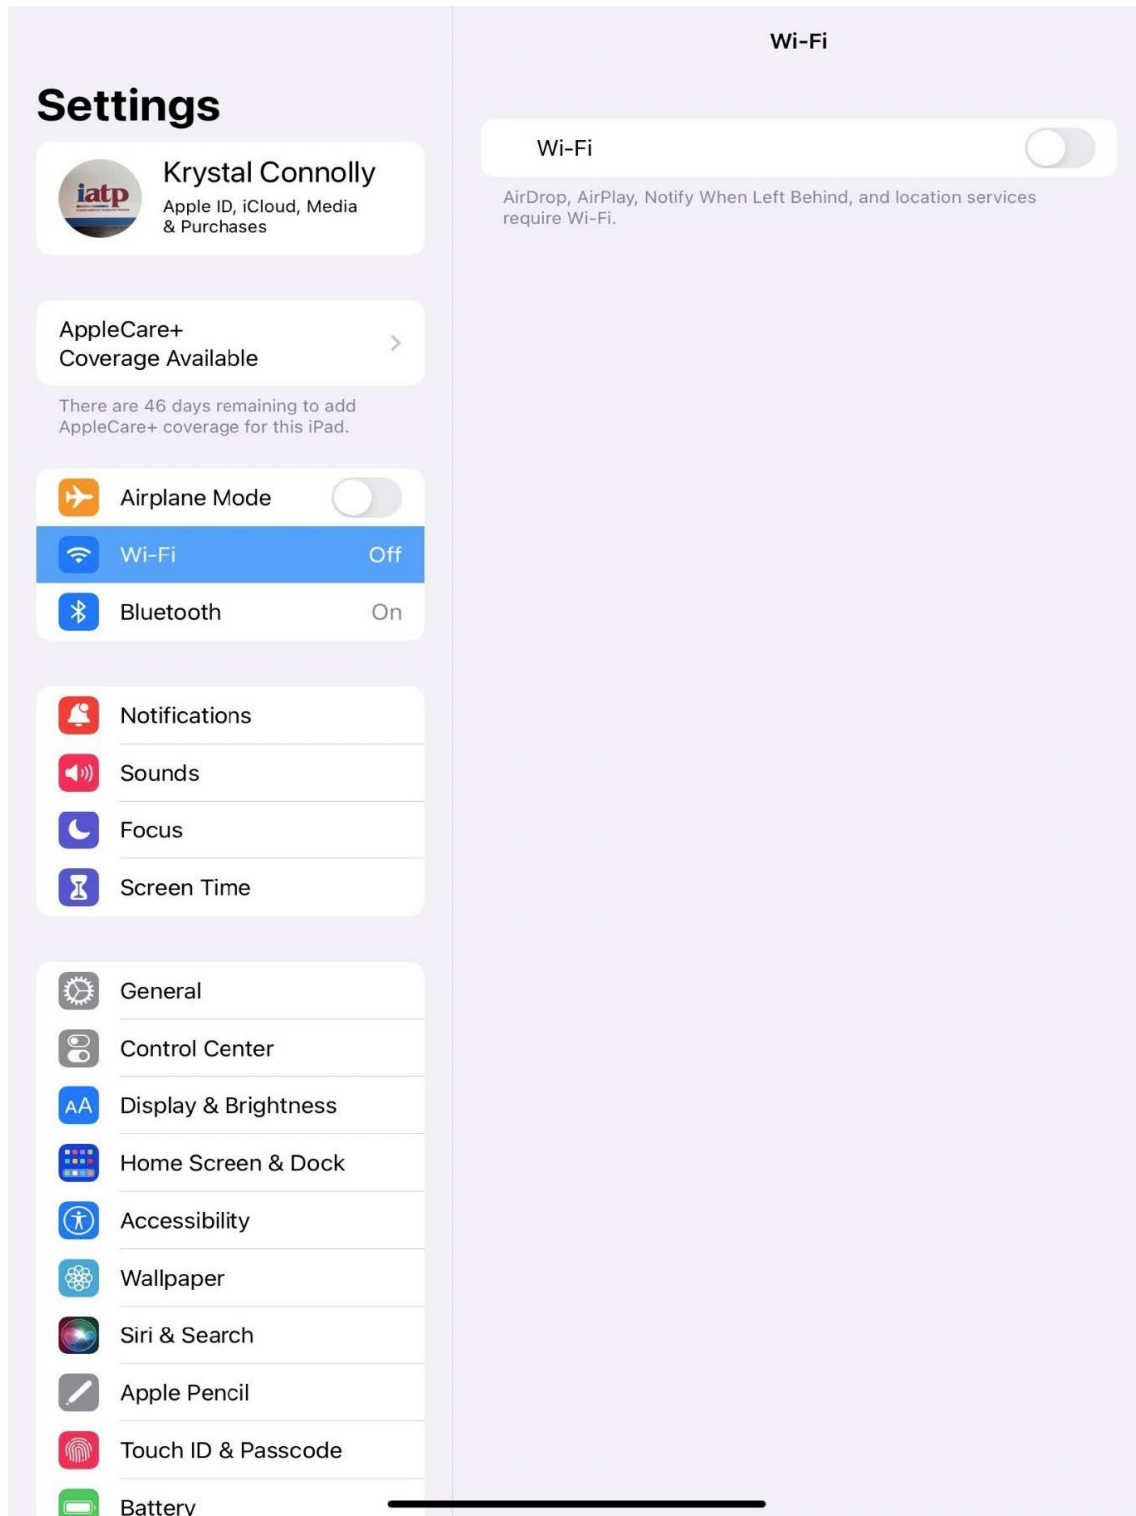 Settings
iatp
Krystal Connolly
Apple ID, iCloud, Media
& Purchases
AppleCare+
Coverage Available
There are 46 days remaining to add
AppleCare+ coverage for this iPad.
Airplane Mode
Wi-Fi Off
Bluetooth On
Notifications
Sounds
Focus
Screen Time
General
Control Center
AA Display & Brightness
Home Screen & Dock
Accessibility
Wallpaper
Siri & Search
Apple Pencil
Touch ID & Passcode
Battery
Wi-Fi
Wi-Fi
AirDrop, AirPlay, Notify When Left Behind, and location services
require Wi-Fi.